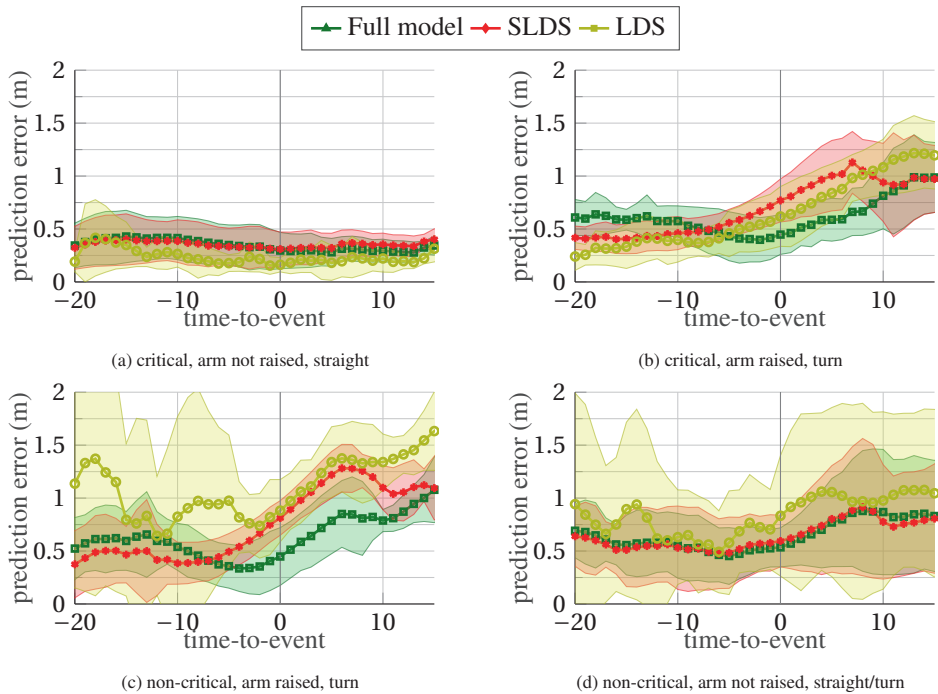 Full model SLDS LDS
2 2
1.5 1.5
1 1
0.5 0.5
0 0
prediction error (m) prediction error (m)
−20 −10 0 10 −20 −10 0 10
time-to-event time-to-event
(a) critical, arm not raised, straight (b) critical, arm raised, turn
2 2
1.5 1.5
1 1
0.5 0.5
0 0
prediction error (m) prediction error (m)
−20 −10 0 10 −20 −10 0 10
time-to-event time-to-event
(c) non-critical, arm raised, turn (d) non-critical, arm not raised, straight/turn